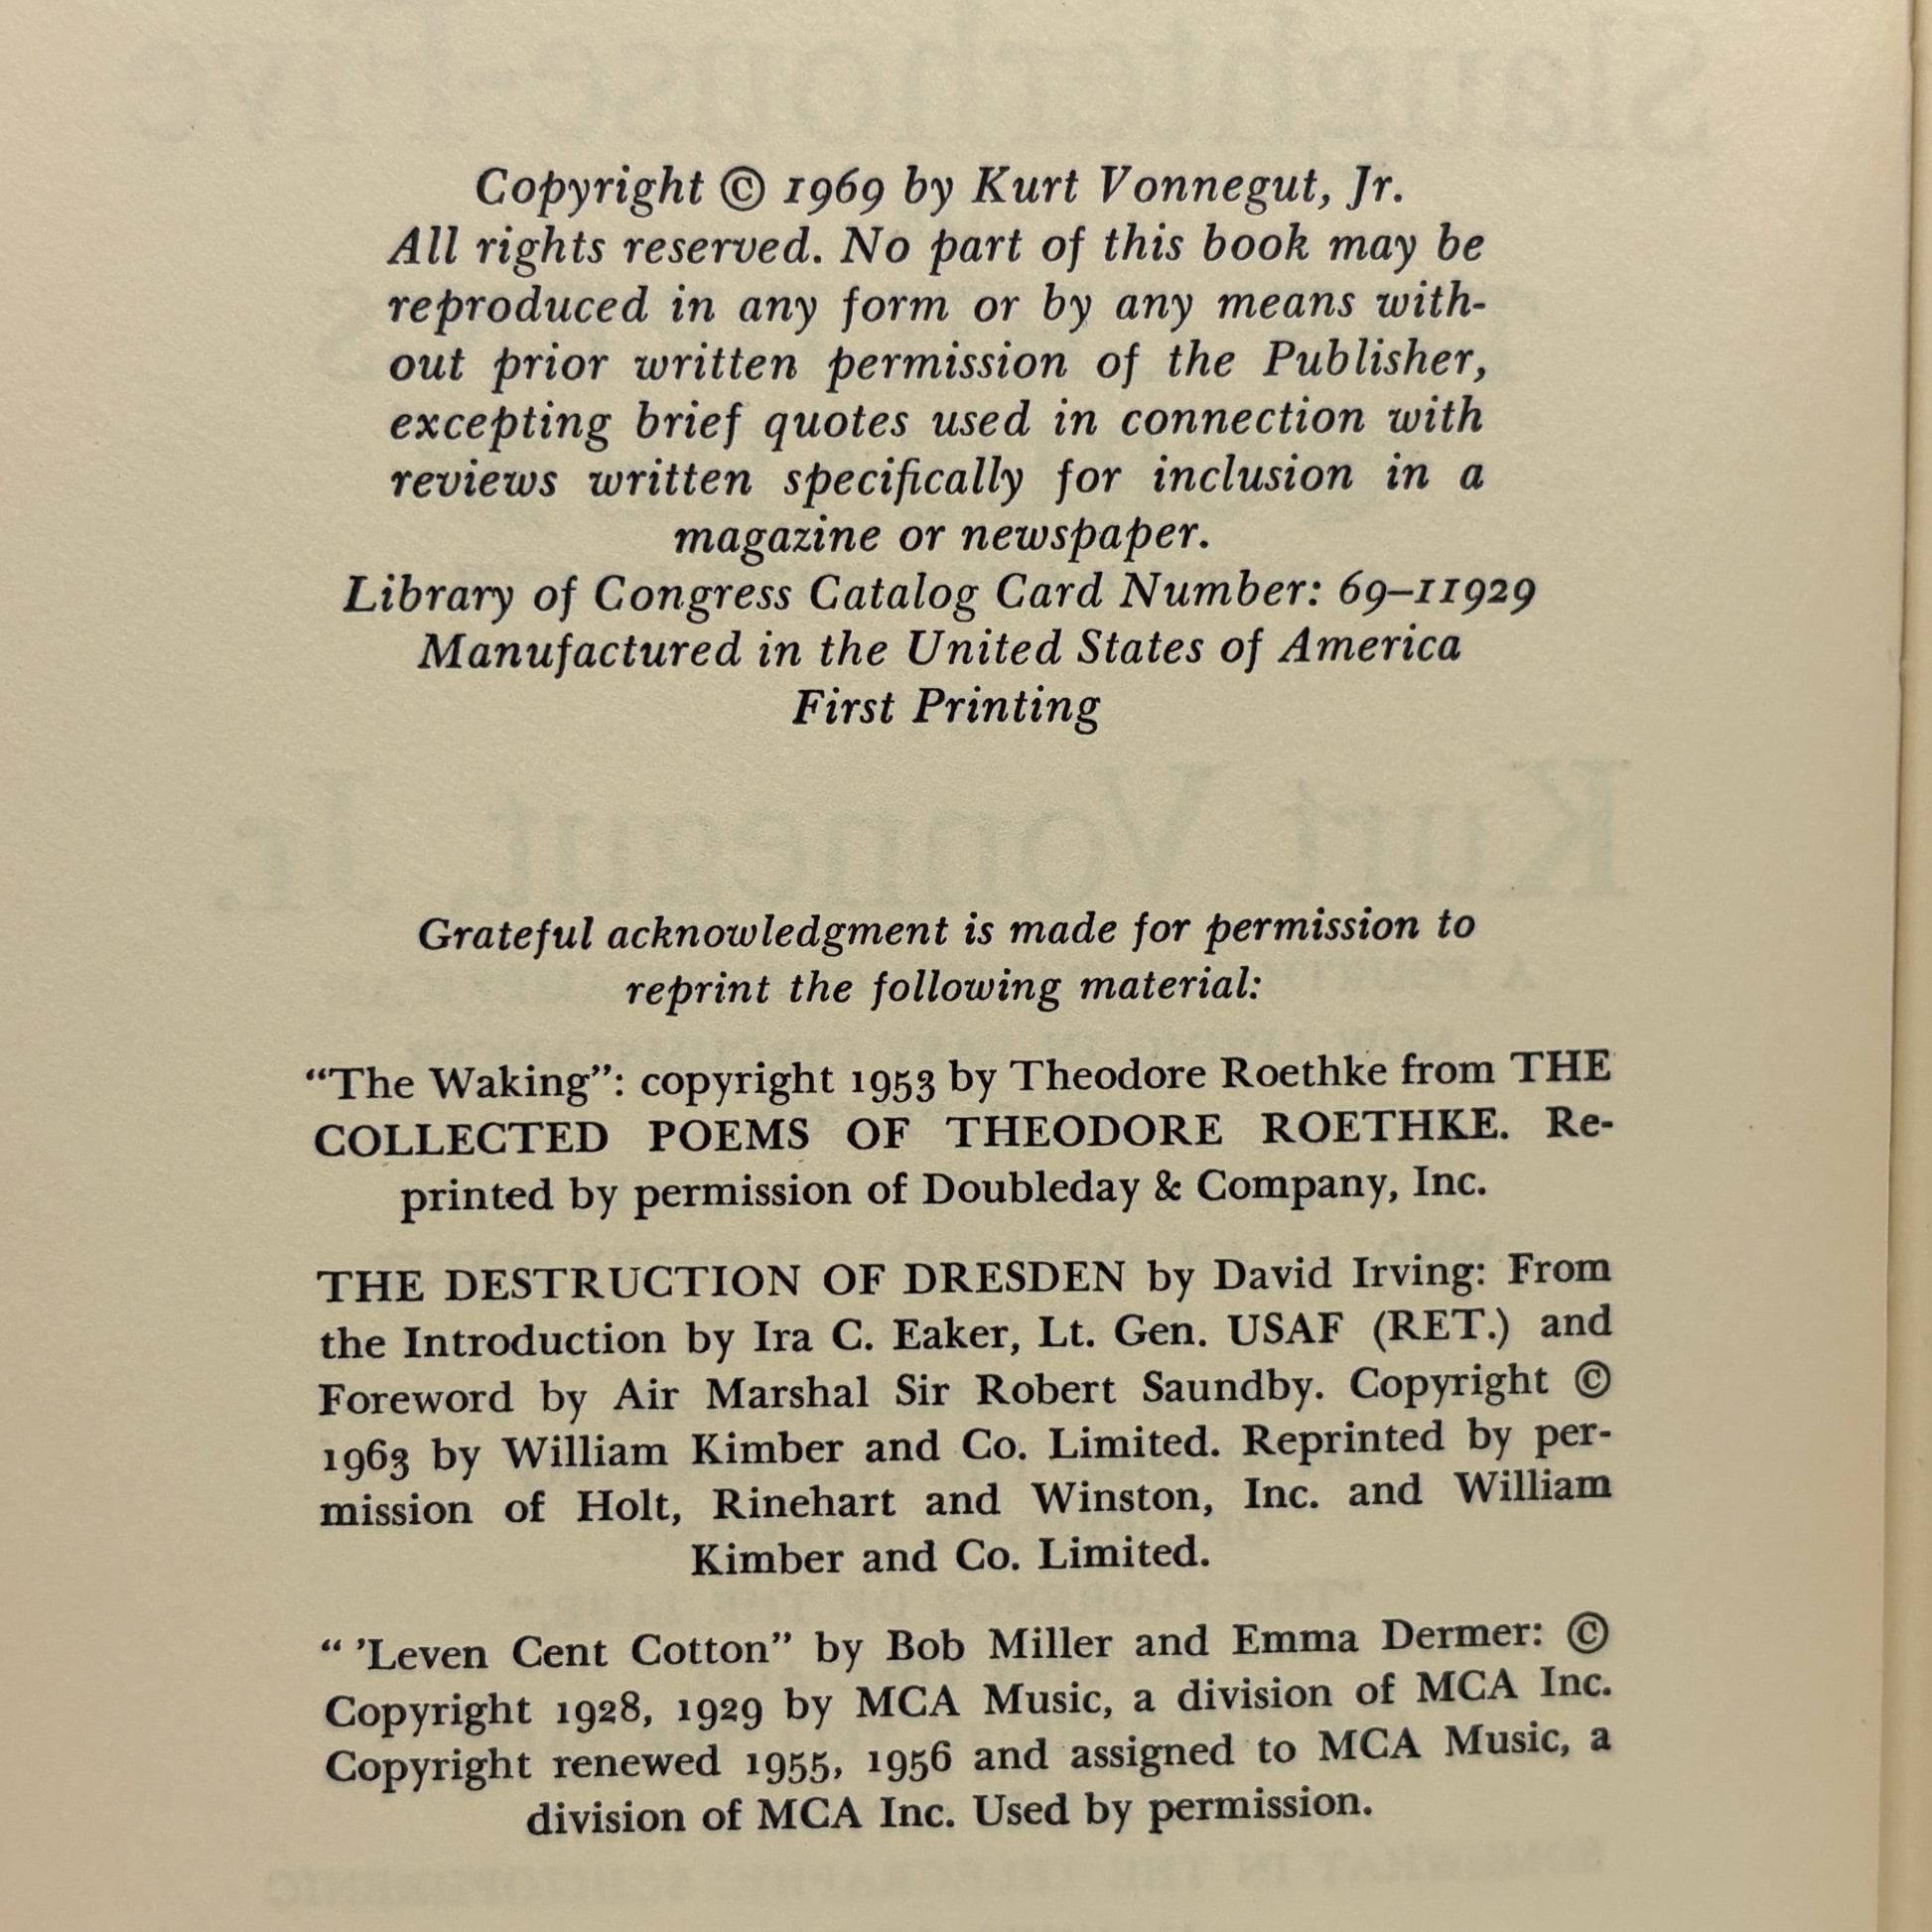 Copyright © 1969 by Kurt Vonnegut, Jr.
All rights reserved. No part of this book may be
reproduced in any form or by any means with-
out prior written permission of the Publisher,
excepting brief quotes used in connection with
reviews written specifically for inclusion in a
magazine or newspaper.
Library of Congress Catalog Card Number: 69–11929
Manufactured in the United States of America
First Printing
Grateful acknowledgment is made for permission to
reprint the following material:
“The Waking”: copyright 1953 by Theodore Roethke from THE
COLLECTED POEMS OF THEODORE ROETHKE. Re-
printed by permission of Doubleday & Company, Inc.
THE DESTRUCTION OF DRESDEN by David Irving: From
the Introduction by Ira C. Eaker, Lt. Gen. USAF (RET.) and
Foreword by Air Marshal Sir Robert Saundby. Copyright ©
1963 by William Kimber and Co. Limited. Reprinted by per-
mission of Holt, Rinehart and Winston, Inc. and William
Kimber and Co. Limited.
“ ’Leven Cent Cotton” by Bob Miller and Emma Dermer: ©
Copyright 1928, 1929 by MCA Music, a division of MCA Inc.
Copyright renewed 1955, 1956 and assigned to MCA Music, a
division of MCA Inc. Used by permission.